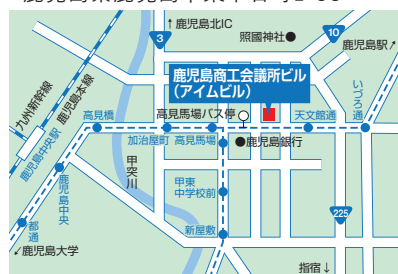 ↑鹿児島北IC
3
照國神社●
10
鹿児島駅↗
鹿児島商工会議所ビル
（アイムビル）
九州新幹線
鹿児島本線
いづろ通
高見橋
高見馬場バス停
天文館通
鹿児島中央駅
加治屋町
高見馬場
●鹿児島銀行
甲突川
鹿児島中央
甲東
中学校前
都通
新屋敷
225
↙鹿児島大学
指宿↓